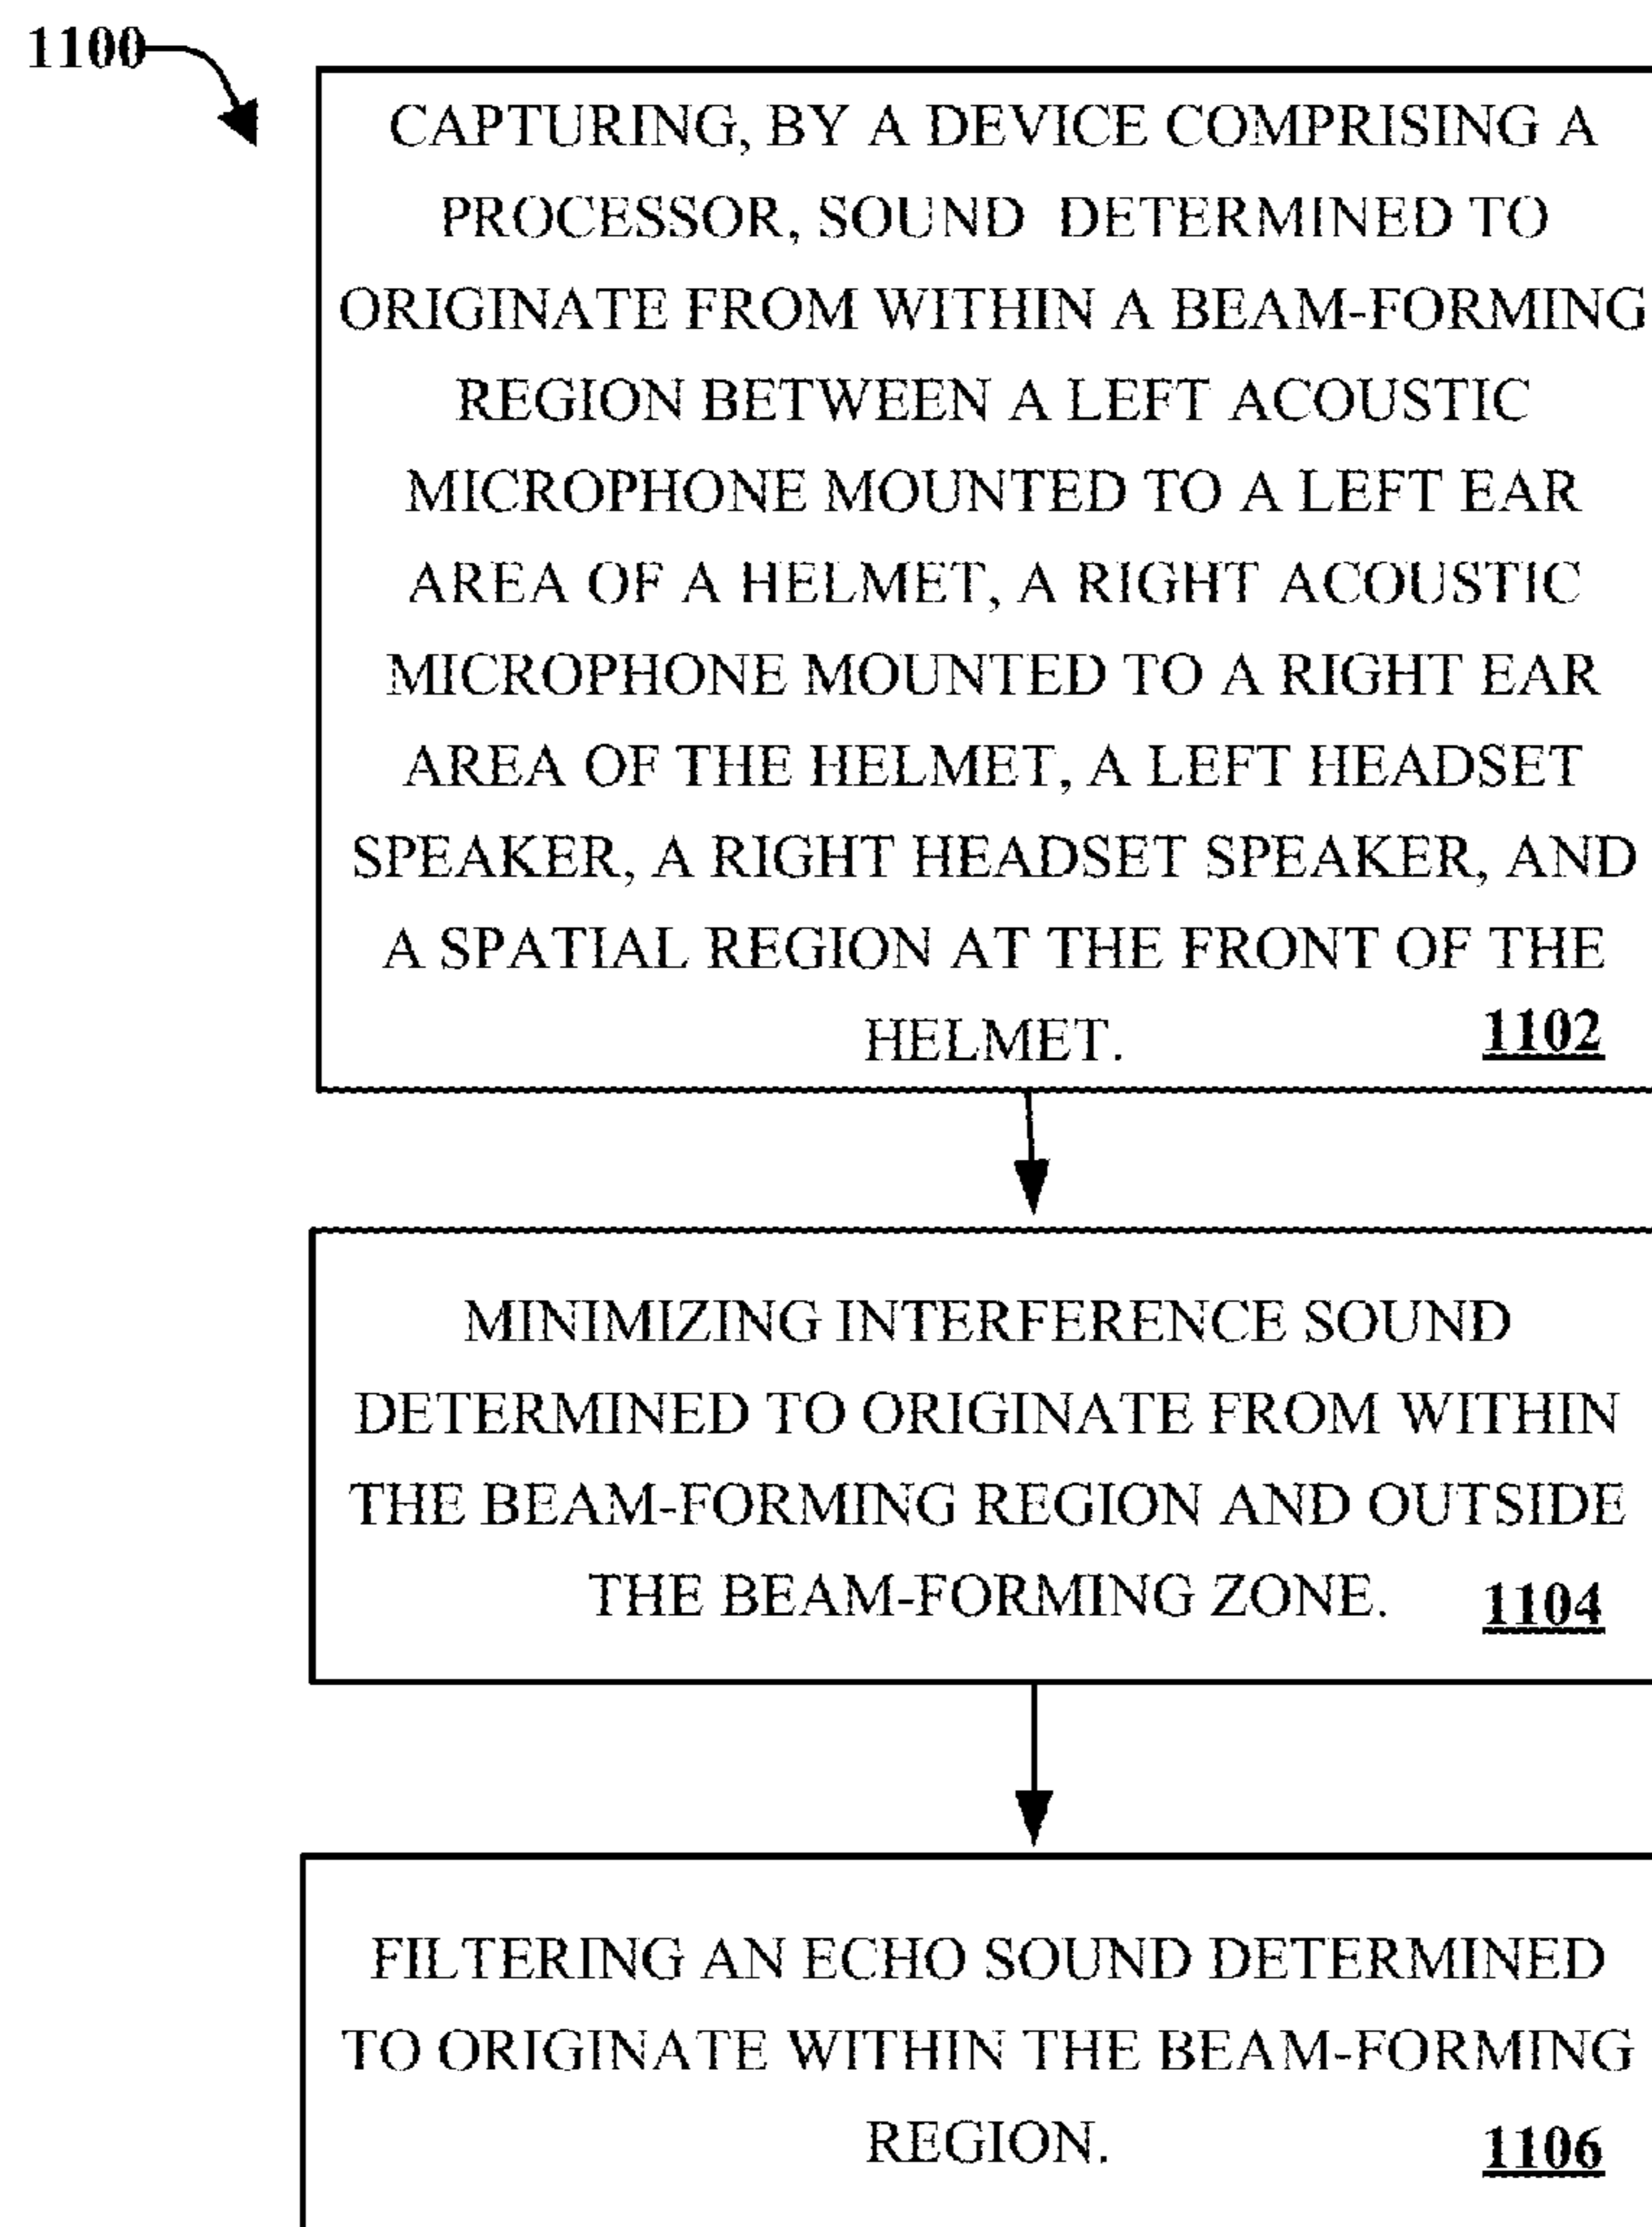 1100
CAPTURING, BY A DEVICE COMPRISING A
PROCESSOR, SOUND DETERMINED TO
ORIGINATE FROM WITHIN A BEAM-FORMING
REGION BETWEEN A LEFT ACOUSTIC
MICROPHONE MOUNTED TO A LEFT EAR
AREA OF A HELMET, A RIGHT ACOUSTIC
MICROPHONE MOUNTED TO A RIGHT EAR
AREA OF THE HELMET, A LEFT HEADSET
SPEAKER, A RIGHT HEADSET SPEAKER, AND
A SPATIAL REGION AT THE FRONT OF THE
HELMET. 1102
MINIMIZING INTERFERENCE SOUND
DETERMINED TO ORIGINATE FROM WITHIN
THE BEAM-FORMING REGION AND OUTSIDE
THE BEAM-FORMING ZONE. 1104
FILTERING AN ECHO SOUND DETERMINED
TO ORIGINATE WITHIN THE BEAM-FORMING
REGION. 1106